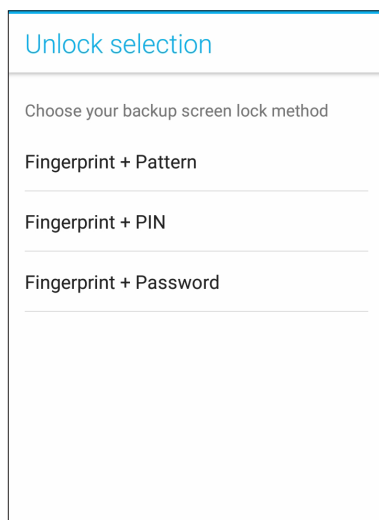 Unlock selection
Choose your backup screen lock method
Fingerprint + Pattern
Fingerprint + PIN
Fingerprint + Password